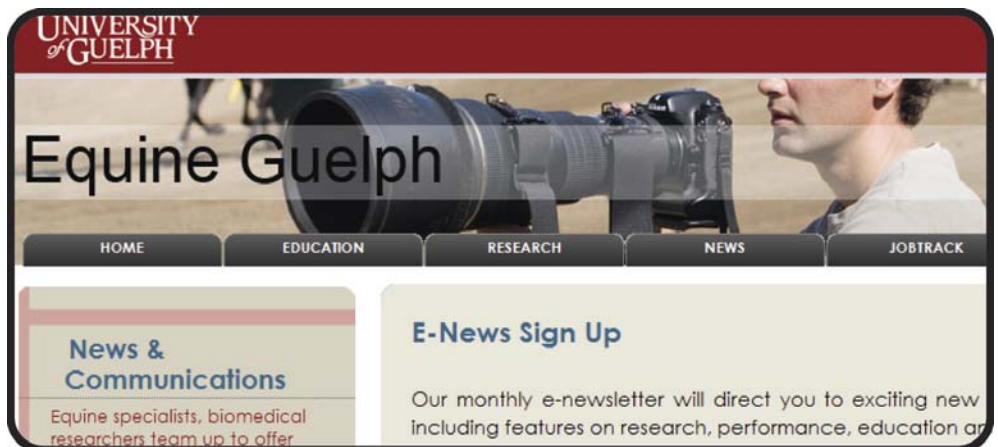 UNIVERSITY
of GUELPH
Equine Guelph
Nikon
HOME EDUCATION RESEARCH NEWS JOBTRACK
News &
Communications
Equine specialists, biomedical
researchers team up to offer
E-News Sign Up
Our monthly e-newsletter will direct you to exciting new
including features on research, performance, education